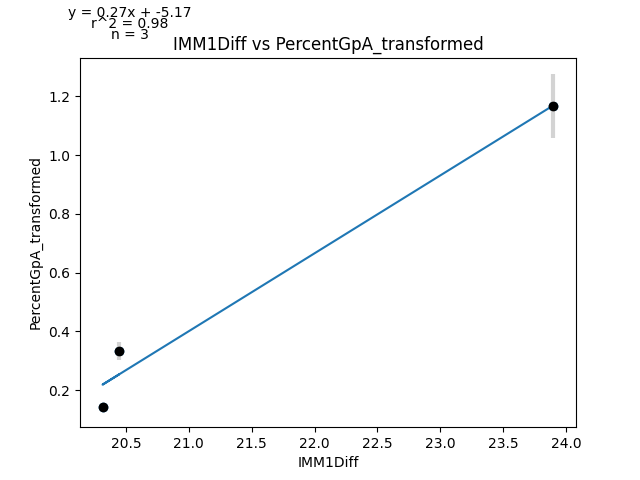 y = 0.27x + -5.17
r^2 = 0.98
n = 3
IMM1Diff vs PercentGpA_transformed
PercentGpA_transformed
1.2
1.0
0.8
0.6
0.4
0.2
20.5 21.0 21.5 22.0 22.5 23.0 23.5 24.0
IMM1Diff